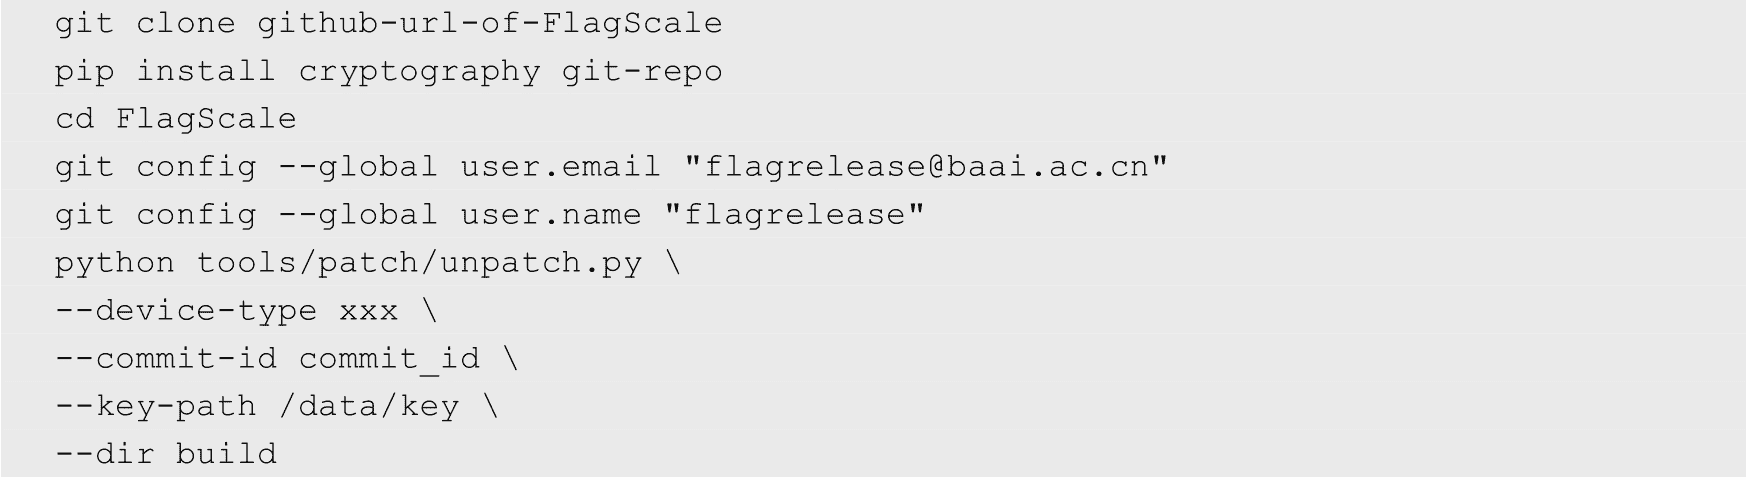 git clone github-url-of-FlagScale
pip install cryptography git-repo
cd FlagScale
git config --global user.email "flagrelease@baai.ac.cn"
git config --global user.name "flagrelease"
python tools/patch/unpatch.py \
--device-type xxx \
--commit-id commit_id \
--key-path /data/key \
--dir build